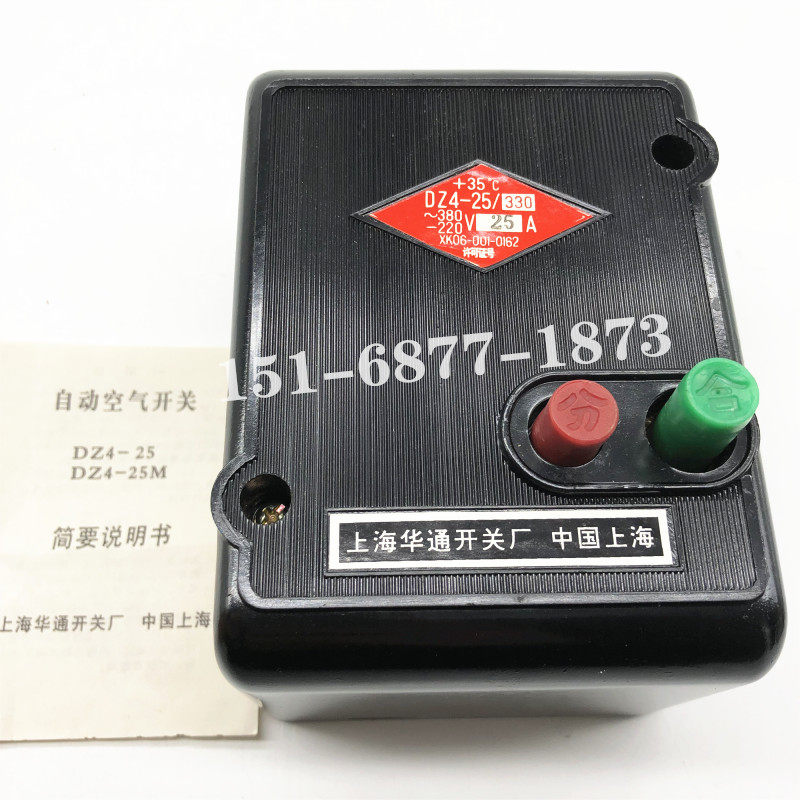 +35℃
DZ4-25/330
~380
-220V 25 A
XK06-001-0162
许可证号
151-6877-1873
分 合
上海华通开关厂 中国上海
自动空气开关
DZ4-25
DZ4-25M
简要说明书
上海华通开关厂 中国上海